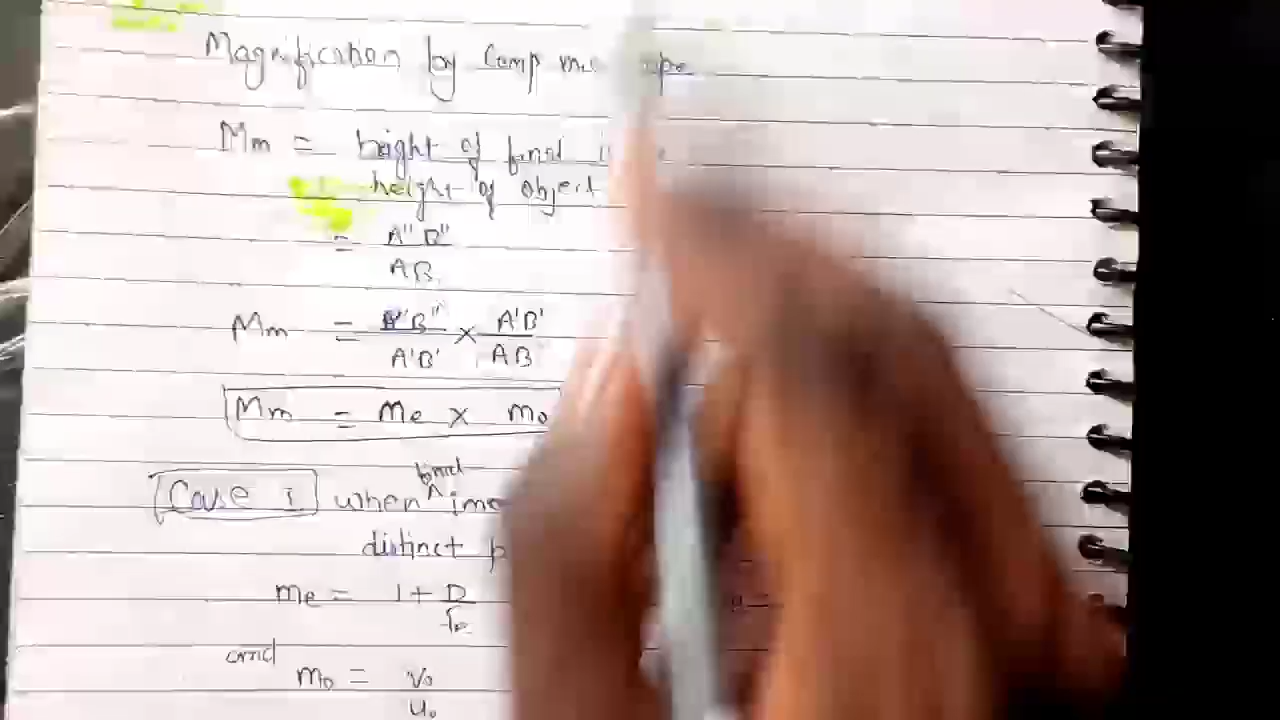 Magnification by Comp
Mm = height of final
height of object
= A"B"
AB
Mm = A"B" × A'B'
A'B' AB
Mm = me × mo
final
Case i when ^
distinct
me = 1 + D
fe
and
mo = vo
uo